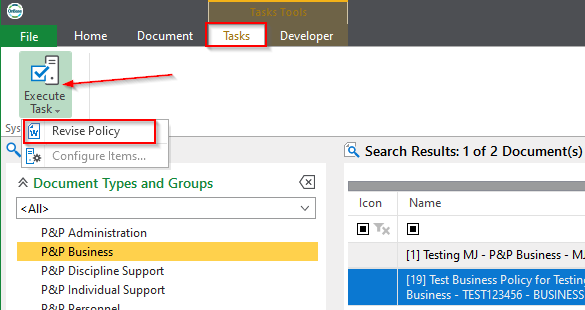 OnBase
Tasks Tools
File Home Document Tasks Developer
Execute
Task
Revise Policy
Configure Items...
Search Results: 1 of 2 Document(s)
Document Types and Groups
<All>
Icon Name
P&P Administration
P&P Business
P&P Discipline Support
P&P Individual Support
P&P Personnel
[1] Testing MJ - P&P Business - M
[19] Test Business Policy for Testing
Business - TEST123456 - BUSINESS